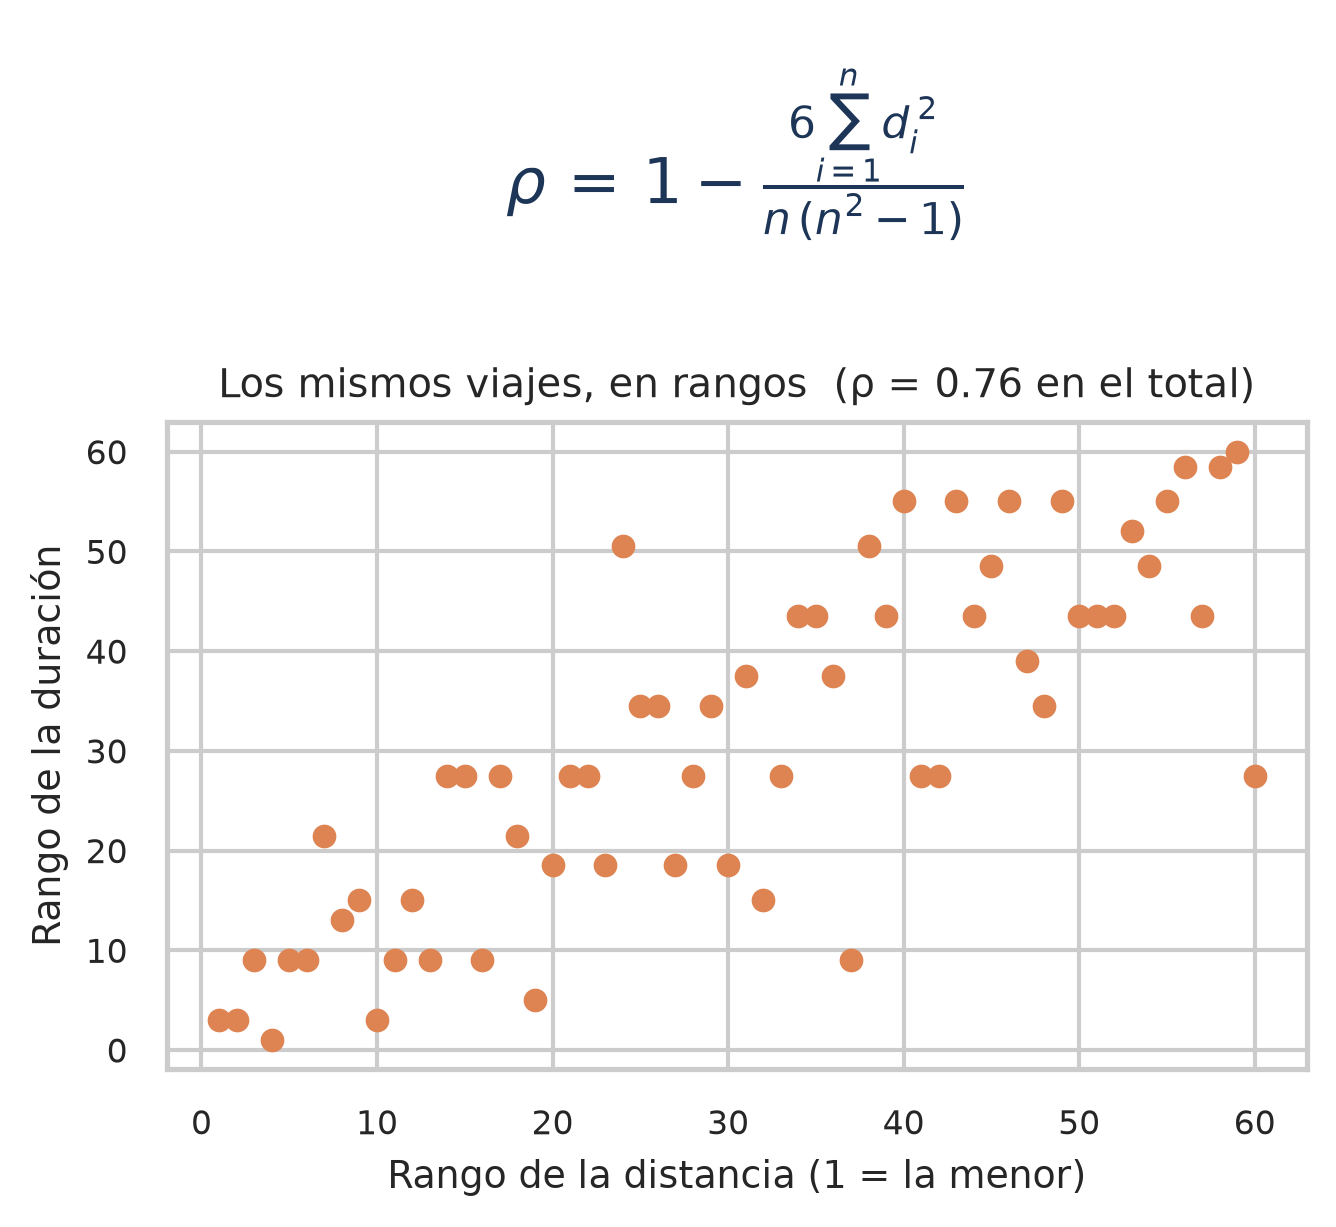 ρ = 1 − 6 ∑_{i=1}^{n} d_i^2 / n (n^2 − 1)
Los mismos viajes, en rangos (ρ = 0.76 en el total)
60
50
40
30
20
10
0
Rango de la duración
0 10 20 30 40 50 60
Rango de la distancia (1 = la menor)